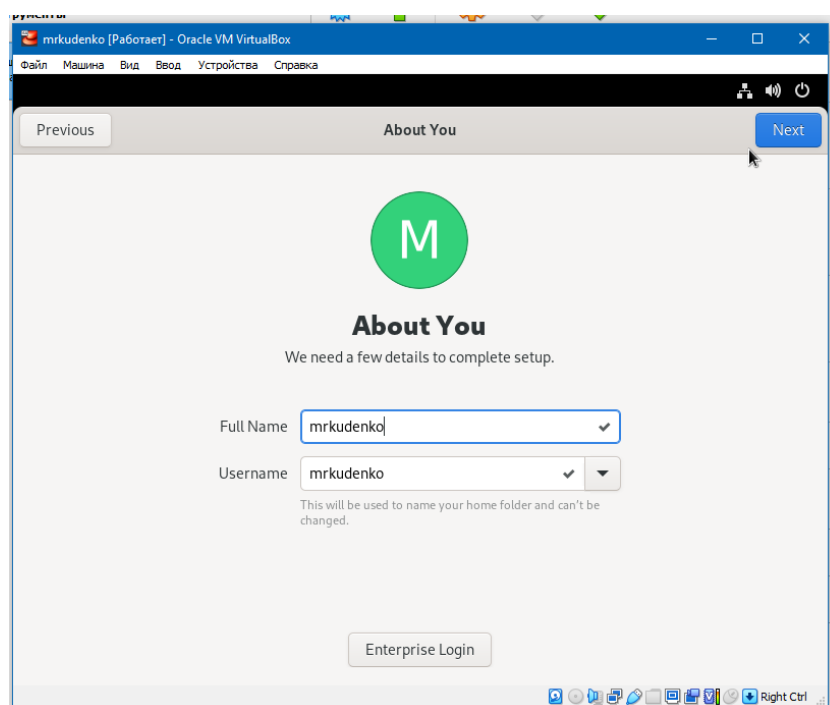 mrkudenko [Работает] - Oracle VM VirtualBox
Файл Машина Вид Ввод Устройства Справка
Previous About You Next
M
About You
We need a few details to complete setup.
Full Name mrkudenko
Username mrkudenko
This will be used to name your home folder and can't be
changed.
Enterprise Login
Right Ctrl